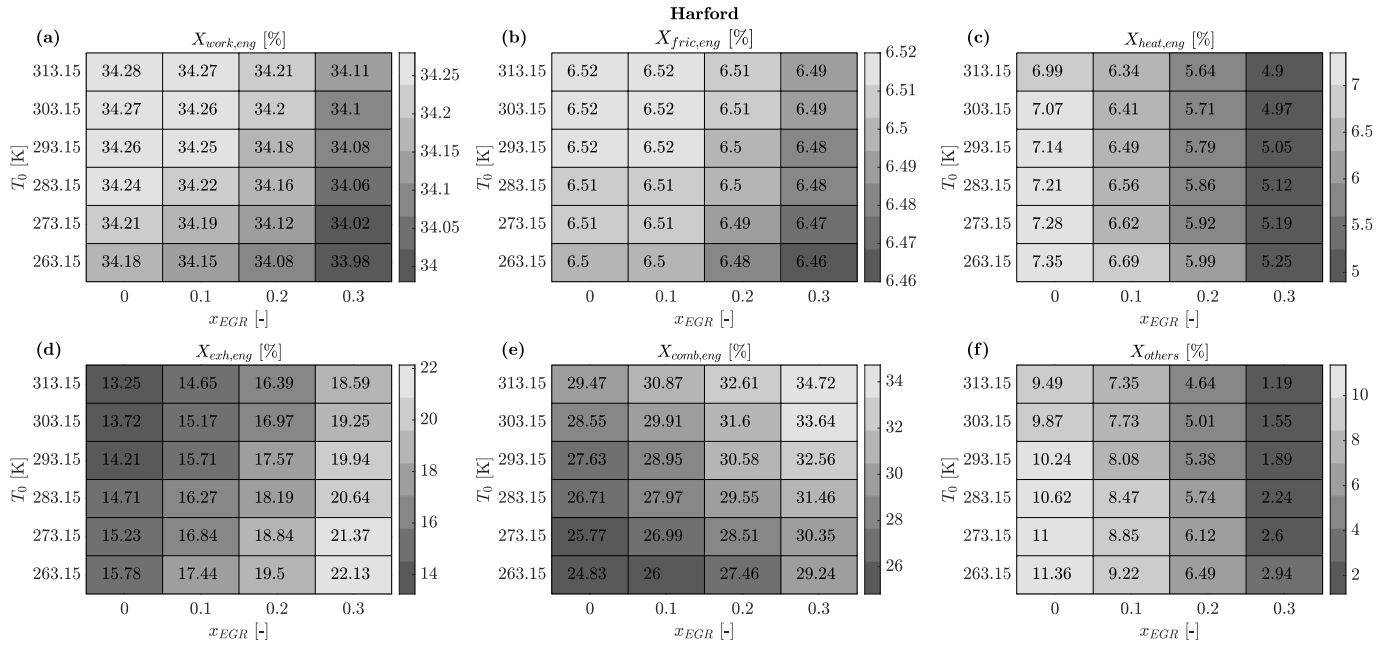 Harford
(a) X_work,eng [%]
313.15 34.28 34.27 34.21 34.11
303.15 34.27 34.26 34.2 34.1
293.15 34.26 34.25 34.18 34.08
283.15 34.24 34.22 34.16 34.06
273.15 34.21 34.19 34.12 34.02
263.15 34.18 34.15 34.08 33.98
0 0.1 0.2 0.3
x_EGR [-]
T_0 [K]
34.25
34.2
34.15
34.1
34.05
34
(b) X_fric,eng [%]
313.15 6.52 6.52 6.51 6.49
303.15 6.52 6.52 6.51 6.49
293.15 6.52 6.52 6.5 6.48
283.15 6.51 6.51 6.5 6.48
273.15 6.51 6.51 6.49 6.47
263.15 6.5 6.5 6.48 6.46
0 0.1 0.2 0.3
x_EGR [-]
T_0 [K]
6.52
6.51
6.5
6.49
6.48
6.47
6.46
(c) X_heat,eng [%]
313.15 6.99 6.34 5.64 4.9
303.15 7.07 6.41 5.71 4.97
293.15 7.14 6.49 5.79 5.05
283.15 7.21 6.56 5.86 5.12
273.15 7.28 6.62 5.92 5.19
263.15 7.35 6.69 5.99 5.25
0 0.1 0.2 0.3
x_EGR [-]
T_0 [K]
7
6.5
6
5.5
5
(d) X_exh,eng [%]
313.15 13.25 14.65 16.39 18.59
303.15 13.72 15.17 16.97 19.25
293.15 14.21 15.71 17.57 19.94
283.15 14.71 16.27 18.19 20.64
273.15 15.23 16.84 18.84 21.37
263.15 15.78 17.44 19.5 22.13
0 0.1 0.2 0.3
x_EGR [-]
T_0 [K]
22
20
18
16
14
(e) X_comb,eng [%]
313.15 29.47 30.87 32.61 34.72
303.15 28.55 29.91 31.6 33.64
293.15 27.63 28.95 30.58 32.56
283.15 26.71 27.97 29.55 31.46
273.15 25.77 26.99 28.51 30.35
263.15 24.83 26 27.46 29.24
0 0.1 0.2 0.3
x_EGR [-]
T_0 [K]
34
32
30
28
26
(f) X_others [%]
313.15 9.49 7.35 4.64 1.19
303.15 9.87 7.73 5.01 1.55
293.15 10.24 8.08 5.38 1.89
283.15 10.62 8.47 5.74 2.24
273.15 11 8.85 6.12 2.6
263.15 11.36 9.22 6.49 2.94
0 0.1 0.2 0.3
x_EGR [-]
T_0 [K]
10
8
6
4
2